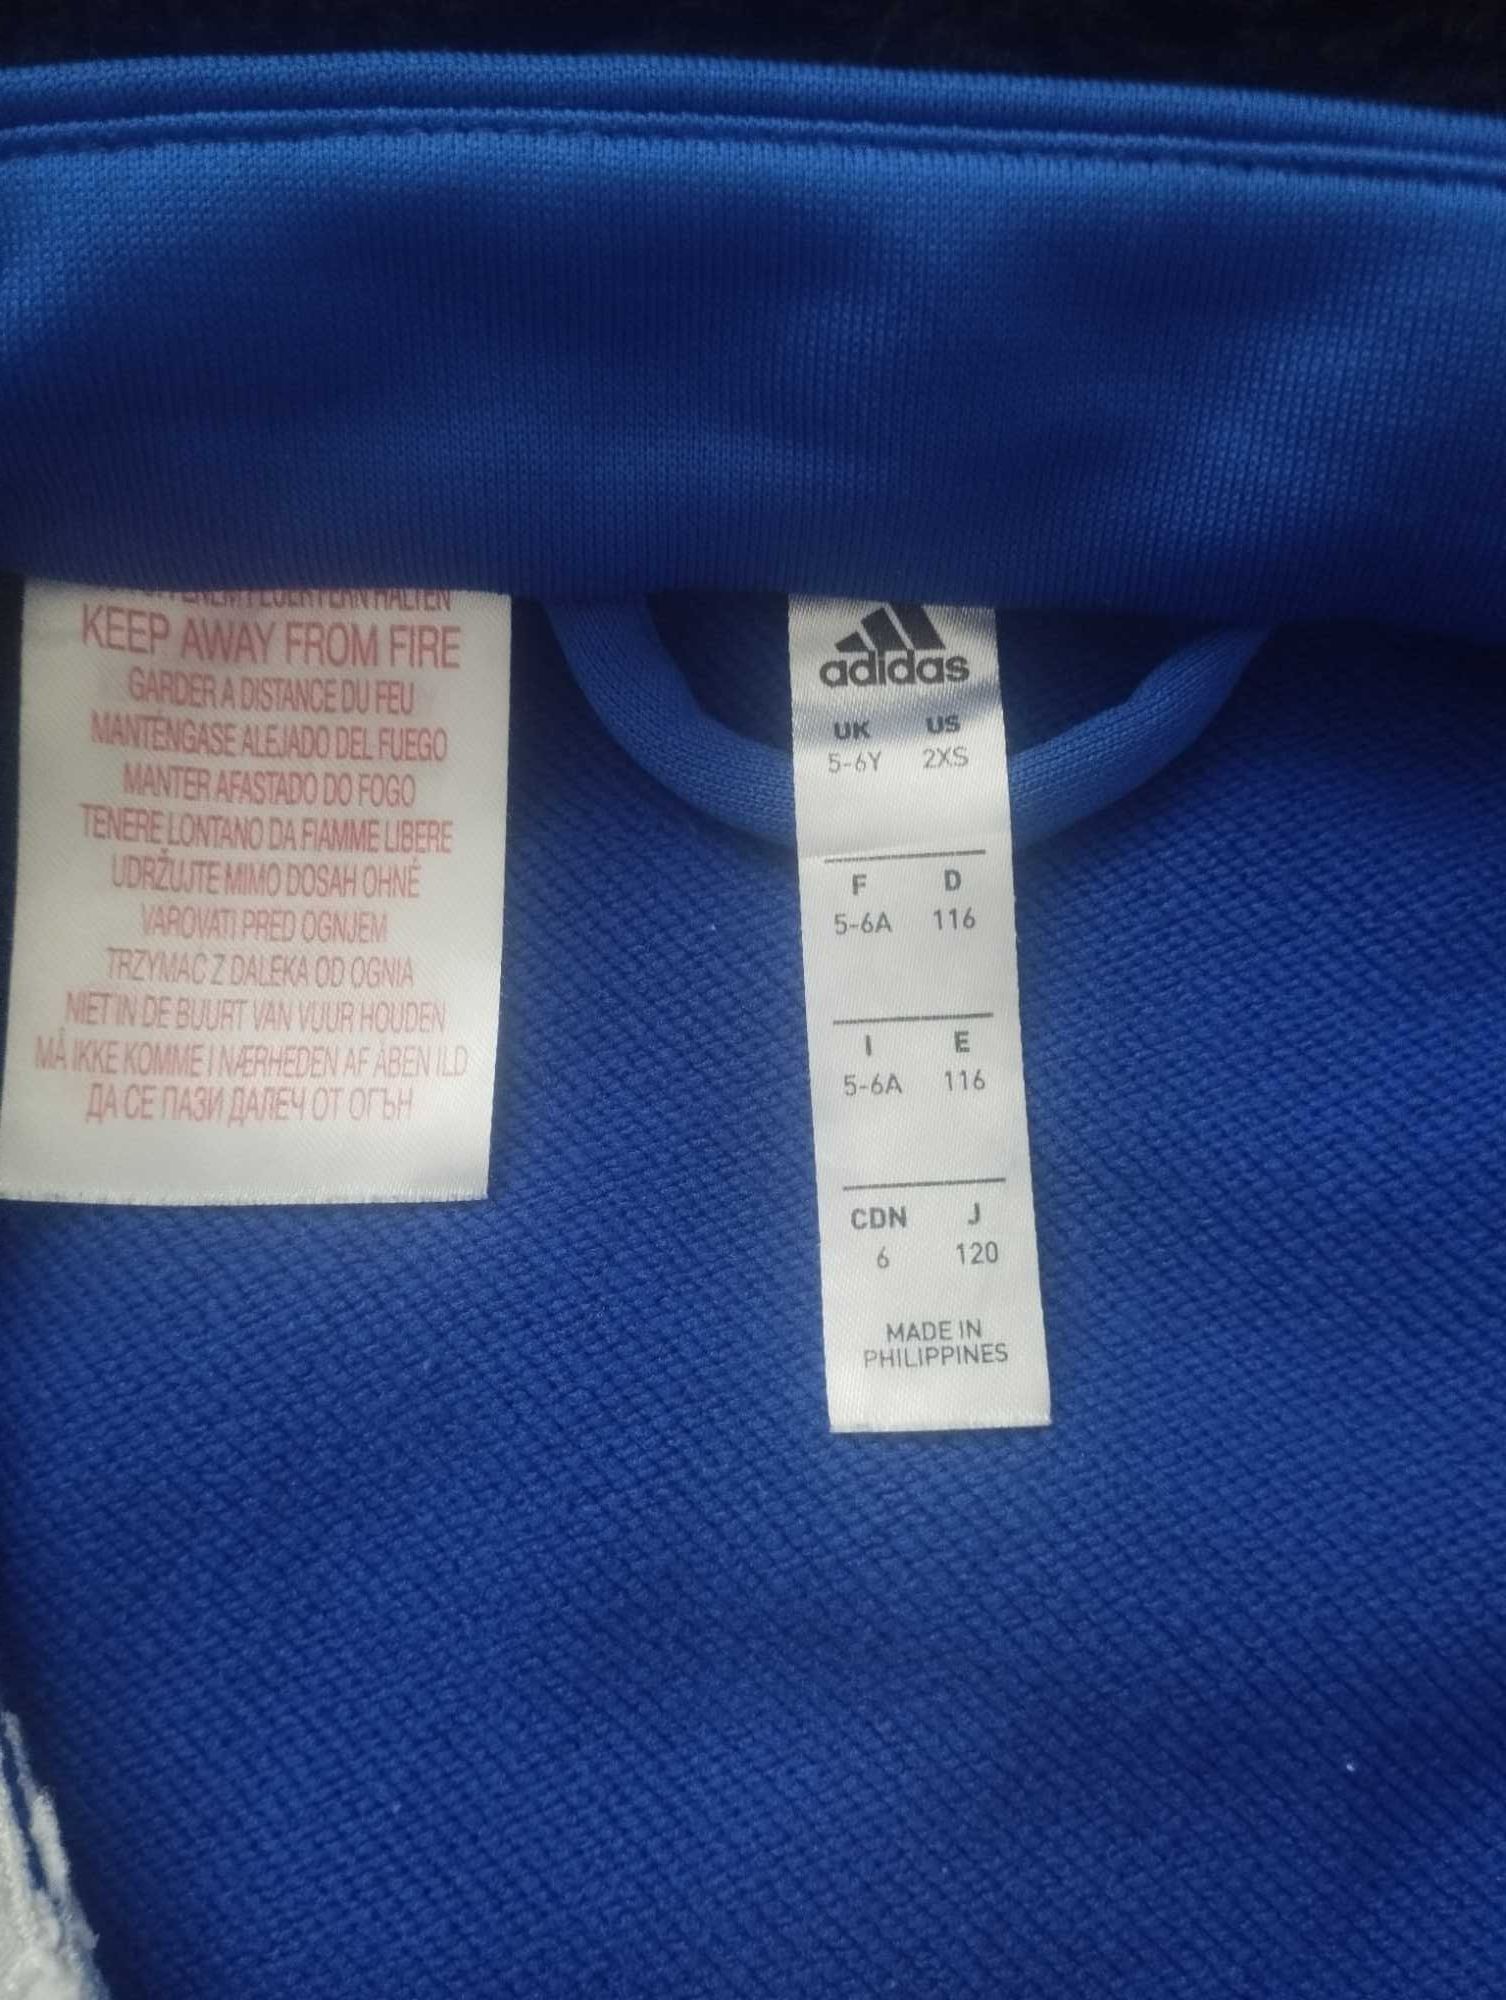 KEEP AWAY FROM FIRE
GARDER A DISTANCE DU FEU
MANTENGASE ALEJADO DEL FUEGO
MANTER AFASTADO DO FOGO
TENERE LONTANO DA FIAMME LIBERE
UDRŽUJTE MIMO DOSAH OHNĚ
VAROVATI PRED OGNJEM
TRZYMAĆ Z DALEKA OD OGNIA
NIET IN DE BUURT VAN VUUR HOUDEN
MÅ IKKE KOMME I NÆRHEDEN AF ÅBEN ILD
ДА СЕ ПАЗИ ДАЛЕЧ ОТ ОГЪН
adidas
UK US
5-6Y 2XS
F D
5-6A 116
I E
5-6A 116
CDN J
6 120
MADE IN
PHILIPPINES